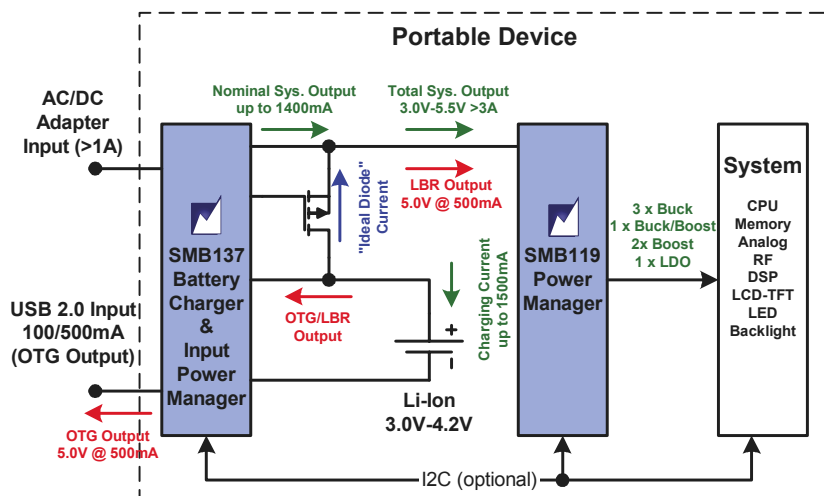 Portable Device
AC/DC
Adapter
Input (>1A)
Nominal Sys. Output
up to 1400mA
Total Sys. Output
3.0V-5.5V >3A
LBR Output
5.0V @ 500mA
"Ideal Diode"
Current
SMB137
Battery
Charger
&
Input
Power
Manager
USB 2.0 Input
100/500mA
(OTG Output)
OTG Output
5.0V @ 500mA
OTG/LBR
Output
Charging Current
up to 1500mA
+
-
Li-Ion
3.0V-4.2V
SMB119
Power
Manager
3 x Buck
1 x Buck/Boost
2x Boost
1 x LDO
System
CPU
Memory
Analog
RF
DSP
LCD-TFT
LED
Backlight
I2C (optional)